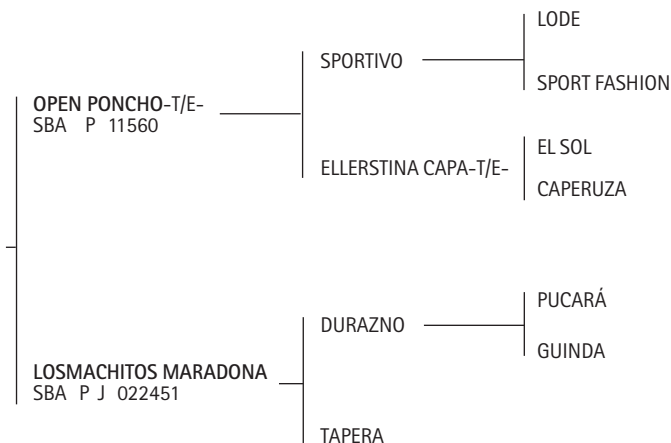 LODE
SPORTIVO
SPORT FASHION
OPEN PONCHO-T/E-
SBA P 11560
EL SOL
ELLERSTINA CAPA-T/E-
CAPERUZA
PUCARÁ
DURAZNO
GUINDA
LOSMACHITOS MARADONA
SBA P J 022451
TAPERA